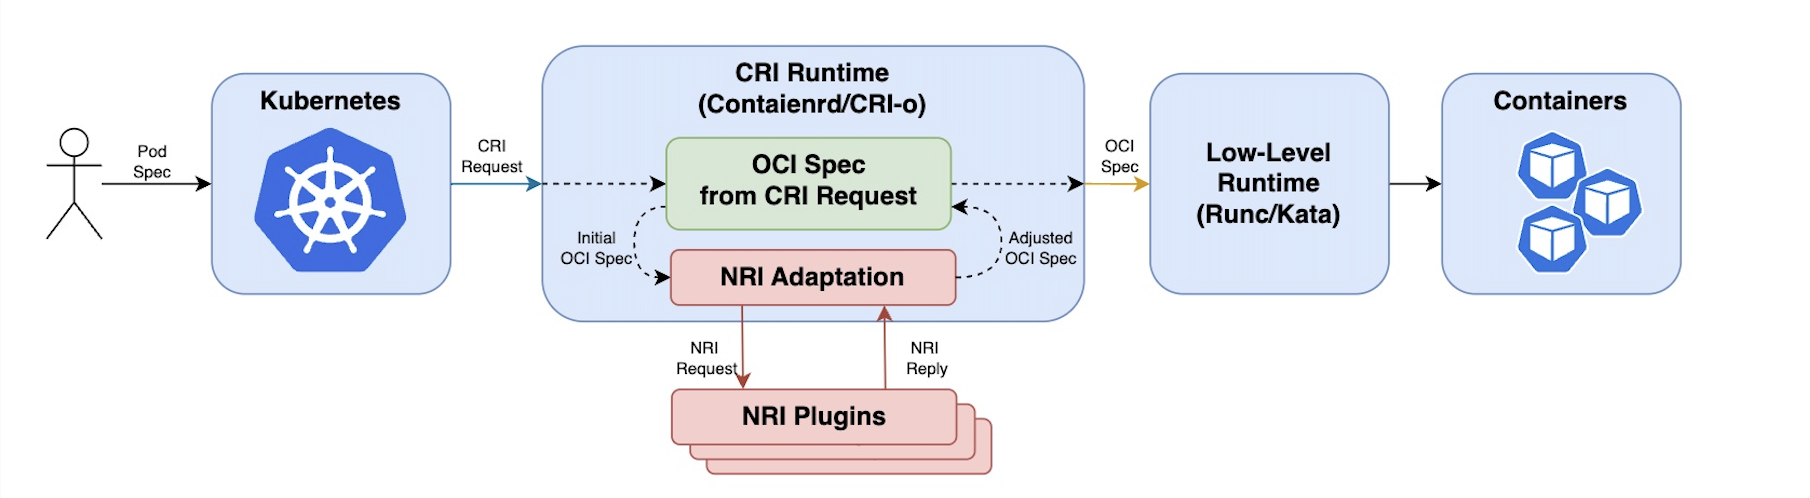 Pod
Spec
Kubernetes
CRI
Request
CRI Runtime
(Contaienrd/CRI-o)
OCI Spec
from CRI Request
Initial
OCI Spec
Adjusted
OCI Spec
NRI Adaptation
NRI
Request
NRI
Reply
NRI Plugins
OCI
Spec
Low-Level
Runtime
(Runc/Kata)
Containers